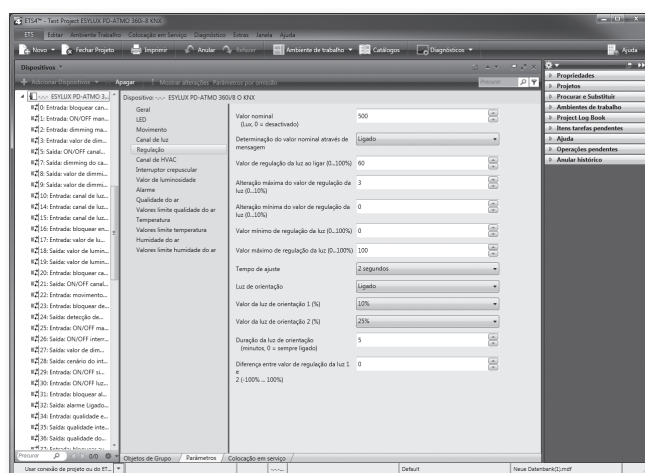 ETS4™ - Test Project ESYLUX PD-ATMO 360i-8 KNX
ETS Editar Ambiente Trabalho Colocação em Serviço Diagnóstico Extras Janela Ajuda
Novo Fechar Projeto Imprimir Anular Refazer Ambiente de trabalho Catálogos Diagnósticos Ajuda
Dispositivos
Adicionar Dispositivos Apagar Mostrar alterações Parâmetros por omissão Procurar
ESYLUX PD-ATMO 3...
0: Entrada: bloquear can...
1: Entrada: ON/OFF man...
2: Entrada: dimming ma...
3: Entrada: valor de dim...
5: Saída: ON/OFF canal...
7: Saída: dimming do ca...
8: Saída: valor de dimmi...
9: Saída: valor de dimmi...
10: Entrada: canal de luz...
14: Entrada: canal de luz...
15: Entrada: canal de luz...
16: Entrada: bloquear en...
17: Entrada: valor de lu...
18: Saída: valor de lumin...
19: Saída: valor de lumin...
20: Entrada: bloquear ca...
21: Saída: ON/OFF canal...
22: Entrada: movimento...
23: Entrada: bloquear de...
24: Saída: detecção de...
25: Entrada: ON/OFF ma...
26: Saída: ON/OFF interr...
27: Saída: valor de dim...
28: Saída: cenário do int...
29: Entrada: ON/OFF si...
30: Entrada: ON/OFF luz...
31: Entrada: bloquear al...
32: Saída: alarme Ligado...
34: Entrada: qualidade e...
35: Saída: qualidade inte...
36: Saída: qualidade do...
Procurar 0/0
Dispositivo: -.-.- ESYLUX PD-ATMO 360i/8 O KNX
Geral
LED
Movimento
Canal de luz
Regulação
Canal de HVAC
Interruptor crepuscular
Valor de luminosidade
Alarme
Qualidade do ar
Valores limite qualidade do ar
Temperatura
Valores limite temperatura
Humidade do ar
Valores limite humidade do ar
Valor nominal 500
(Lux, 0 = desactivado)
Determinação do valor nominal através de Ligado
mensagem
Valor de regulação da luz ao ligar (0...100%) 60
Alteração máxima do valor de regulação da 3
luz (0...10%)
Alteração mínima do valor de regulação da 0
luz (0...10%)
Valor mínimo de regulação da luz (0...100%) 0
Valor máximo de regulação da luz (0...100%) 100
Tempo de ajuste 2 segundos
Luz de orientação Ligado
Valor da luz de orientação 1 (%) 10%
Valor da luz de orientação 2 (%) 25%
Duração da luz de orientação 5
(minutos, 0 = sempre ligado)
Diferença entre valor de regulação da luz 1 0
e
2 (-100% ... 100%)
Objetos de Grupo Parâmetros Colocação em serviço
Propriedades
Projetos
Procurar e Substituir
Ambientes de trabalho
Project Log Book
Itens tarefas pendentes
Ajuda
Operações pendentes
Anular histórico
Usar conexão de projeto ou do ET... -.-.-... Default Neue Datenbank(1).mdf